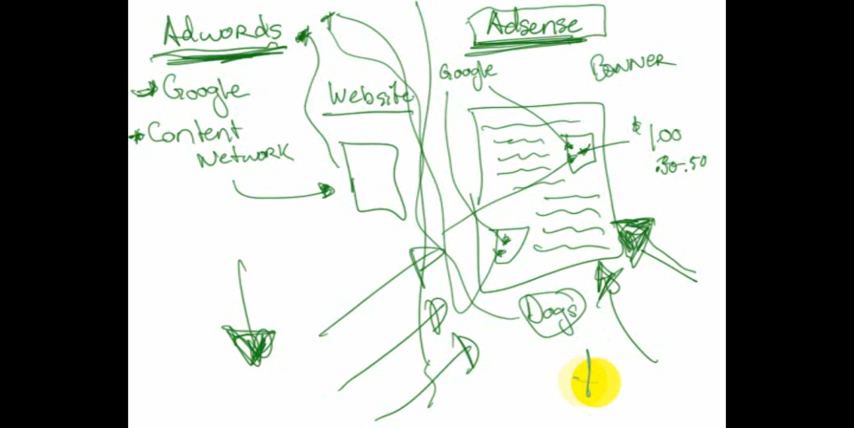 Adwords
Google
Content
Network
Website
Adsense
Google
BANNER
$1.00
.30-.50
Dogs